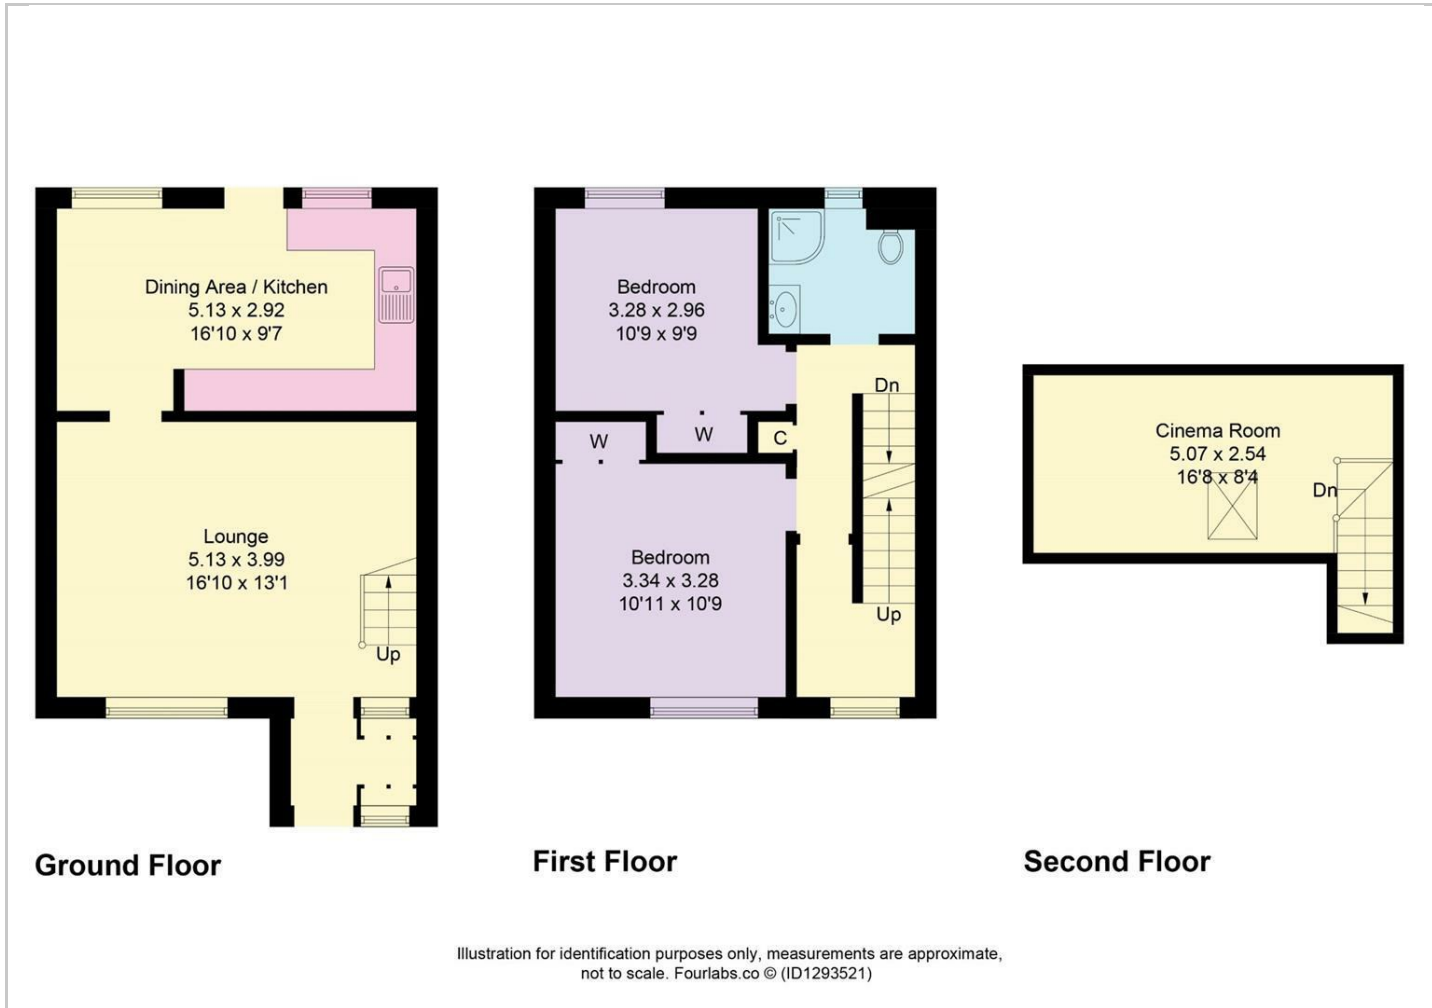 Dining Area / Kitchen
5.13 x 2.92
16'10 x 9'7
Lounge
5.13 x 3.99
16'10 x 13'1
Up
Ground Floor
Bedroom
3.28 x 2.96
10'9 x 9'9
Dn
W
W
C
Bedroom
3.34 x 3.28
10'11 x 10'9
Up
First Floor
Cinema Room
5.07 x 2.54
16'8 x 8'4
Dn
Second Floor
Illustration for identification purposes only, measurements are approximate,
not to scale. Fourlabs.co © (ID1293521)